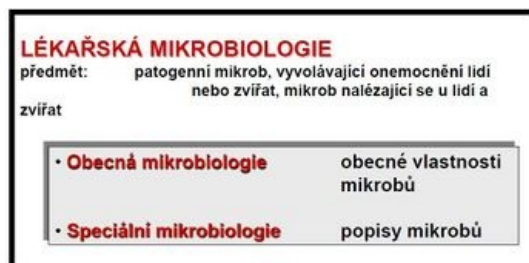 LÉKAŘSKÁ MIKROBIOLOGIE
předmět: patogenní mikrob, vyvolávající onemocnění lidí
nebo zvířat, mikrob nalézající se u lidí a
zvířat
• Obecná mikrobiologie obecné vlastnosti
mikrobů
• Speciální mikrobiologie popisy mikrobů